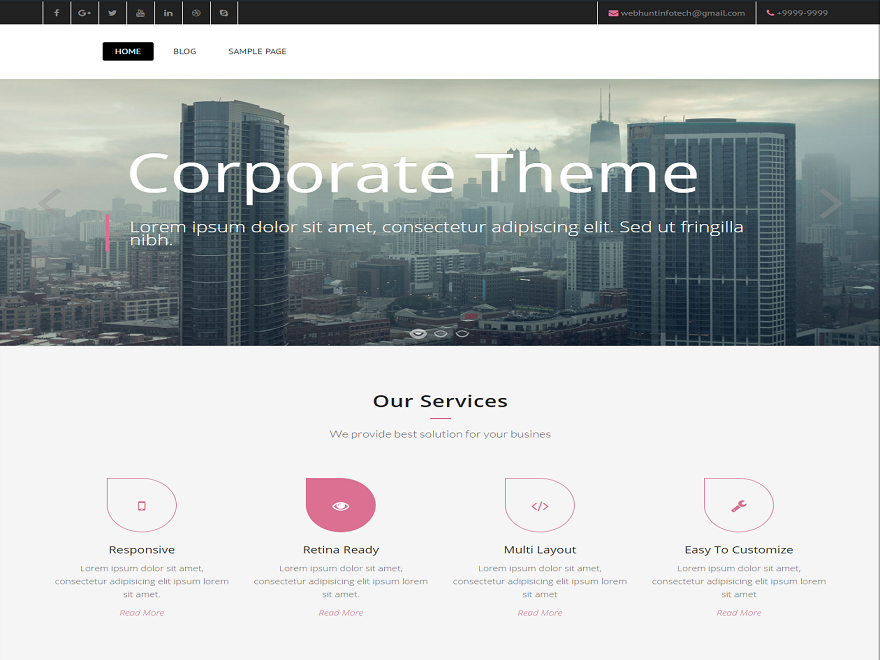 webhuntinfotech@gmail.com +9999-9999
HOME BLOG SAMPLE PAGE
Corporate Theme
Lorem ipsum dolor sit amet, consectetur adipiscing elit. Sed ut fringilla
nibh.
Our Services
We provide best solution for your busines
Responsive
Lorem ipsum dolor sit amet,
consectetur adipisicing elit ipsum lorem
sit amet.
Read More
Retina Ready
Lorem ipsum dolor sit amet,
consectetur adipisicing elit ipsum lorem
sit amet.
Read More
Multi Layout
Lorem ipsum dolor sit amet,
consectetur adipisicing elit ipsum lorem
sit amet
Read More
Easy To Customize
Lorem ipsum dolor sit amet,
consectetur adipisicing elit ipsum lorem
sit amet
Read More